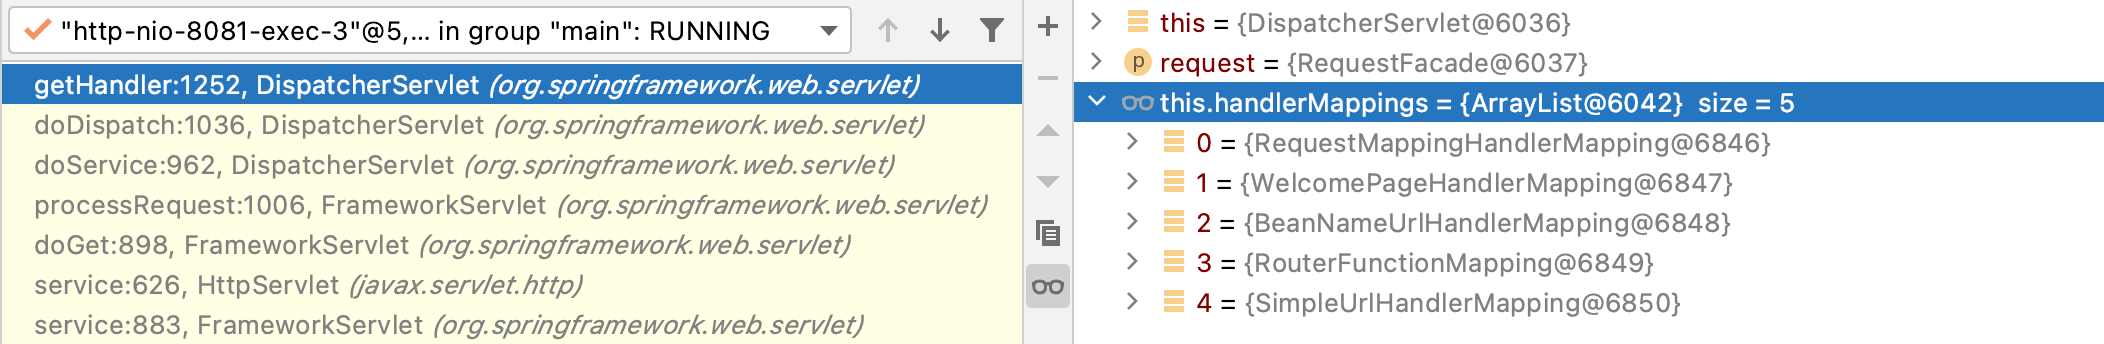 "http-nio-8081-exec-3"@5,... in group "main": RUNNING
getHandler:1252, DispatcherServlet (org.springframework.web.servlet)
doDispatch:1036, DispatcherServlet (org.springframework.web.servlet)
doService:962, DispatcherServlet (org.springframework.web.servlet)
processRequest:1006, FrameworkServlet (org.springframework.web.servlet)
doGet:898, FrameworkServlet (org.springframework.web.servlet)
service:626, HttpServlet (javax.servlet.http)
service:883, FrameworkServlet (org.springframework.web.servlet)
this = {DispatcherServlet@6036}
p request = {RequestFacade@6037}
this.handlerMappings = {ArrayList@6042} size = 5
0 = {RequestMappingHandlerMapping@6846}
1 = {WelcomePageHandlerMapping@6847}
2 = {BeanNameUrlHandlerMapping@6848}
3 = {RouterFunctionMapping@6849}
4 = {SimpleUrlHandlerMapping@6850}